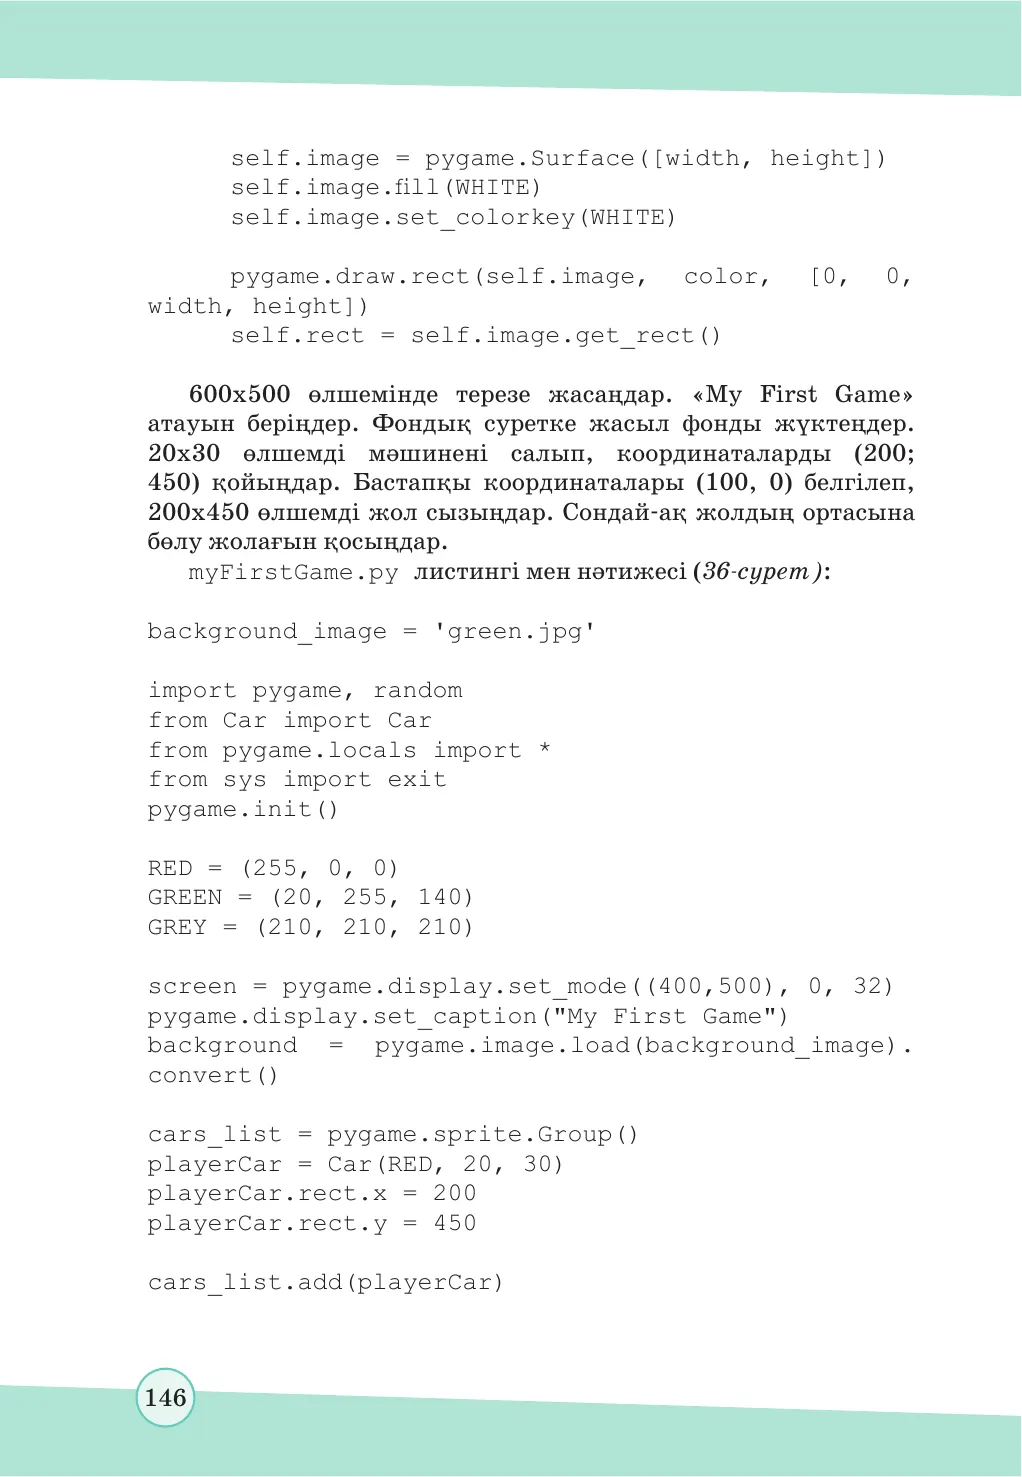 self.image = pygame.Surface([width, height])
self.image.fill(WHITE)
self.image.set_colorkey(WHITE)
pygame.draw.rect(self.image, color, [0, 0,
width, height])
self.rect = self.image.get_rect()
600x500 өлшемінде терезе жасаңдар. «My First Game»
атауын беріңдер. Фондық суретке жасыл фонды жүктеңдер.
20x30 өлшемді мәшинені салып, координаталарды (200;
450) қойыңдар. Бастапқы координаталары (100, 0) белгілеп,
200x450 өлшемді жол сызыңдар. Сондай-ақ жолдың ортасына
бөлу жолағын қосыңдар.
myFirstGame.py листингі мен нәтижесі (36-сурет):
background_image = 'green.jpg'
import pygame, random
from Car import Car
from pygame.locals import *
from sys import exit
pygame.init()
RED = (255, 0, 0)
GREEN = (20, 255, 140)
GREY = (210, 210, 210)
screen = pygame.display.set_mode((400,500), 0, 32)
pygame.display.set_caption("My First Game")
background = pygame.image.load(background_image).
convert()
cars_list = pygame.sprite.Group()
playerCar = Car(RED, 20, 30)
playerCar.rect.x = 200
playerCar.rect.y = 450
cars_list.add(playerCar)
146